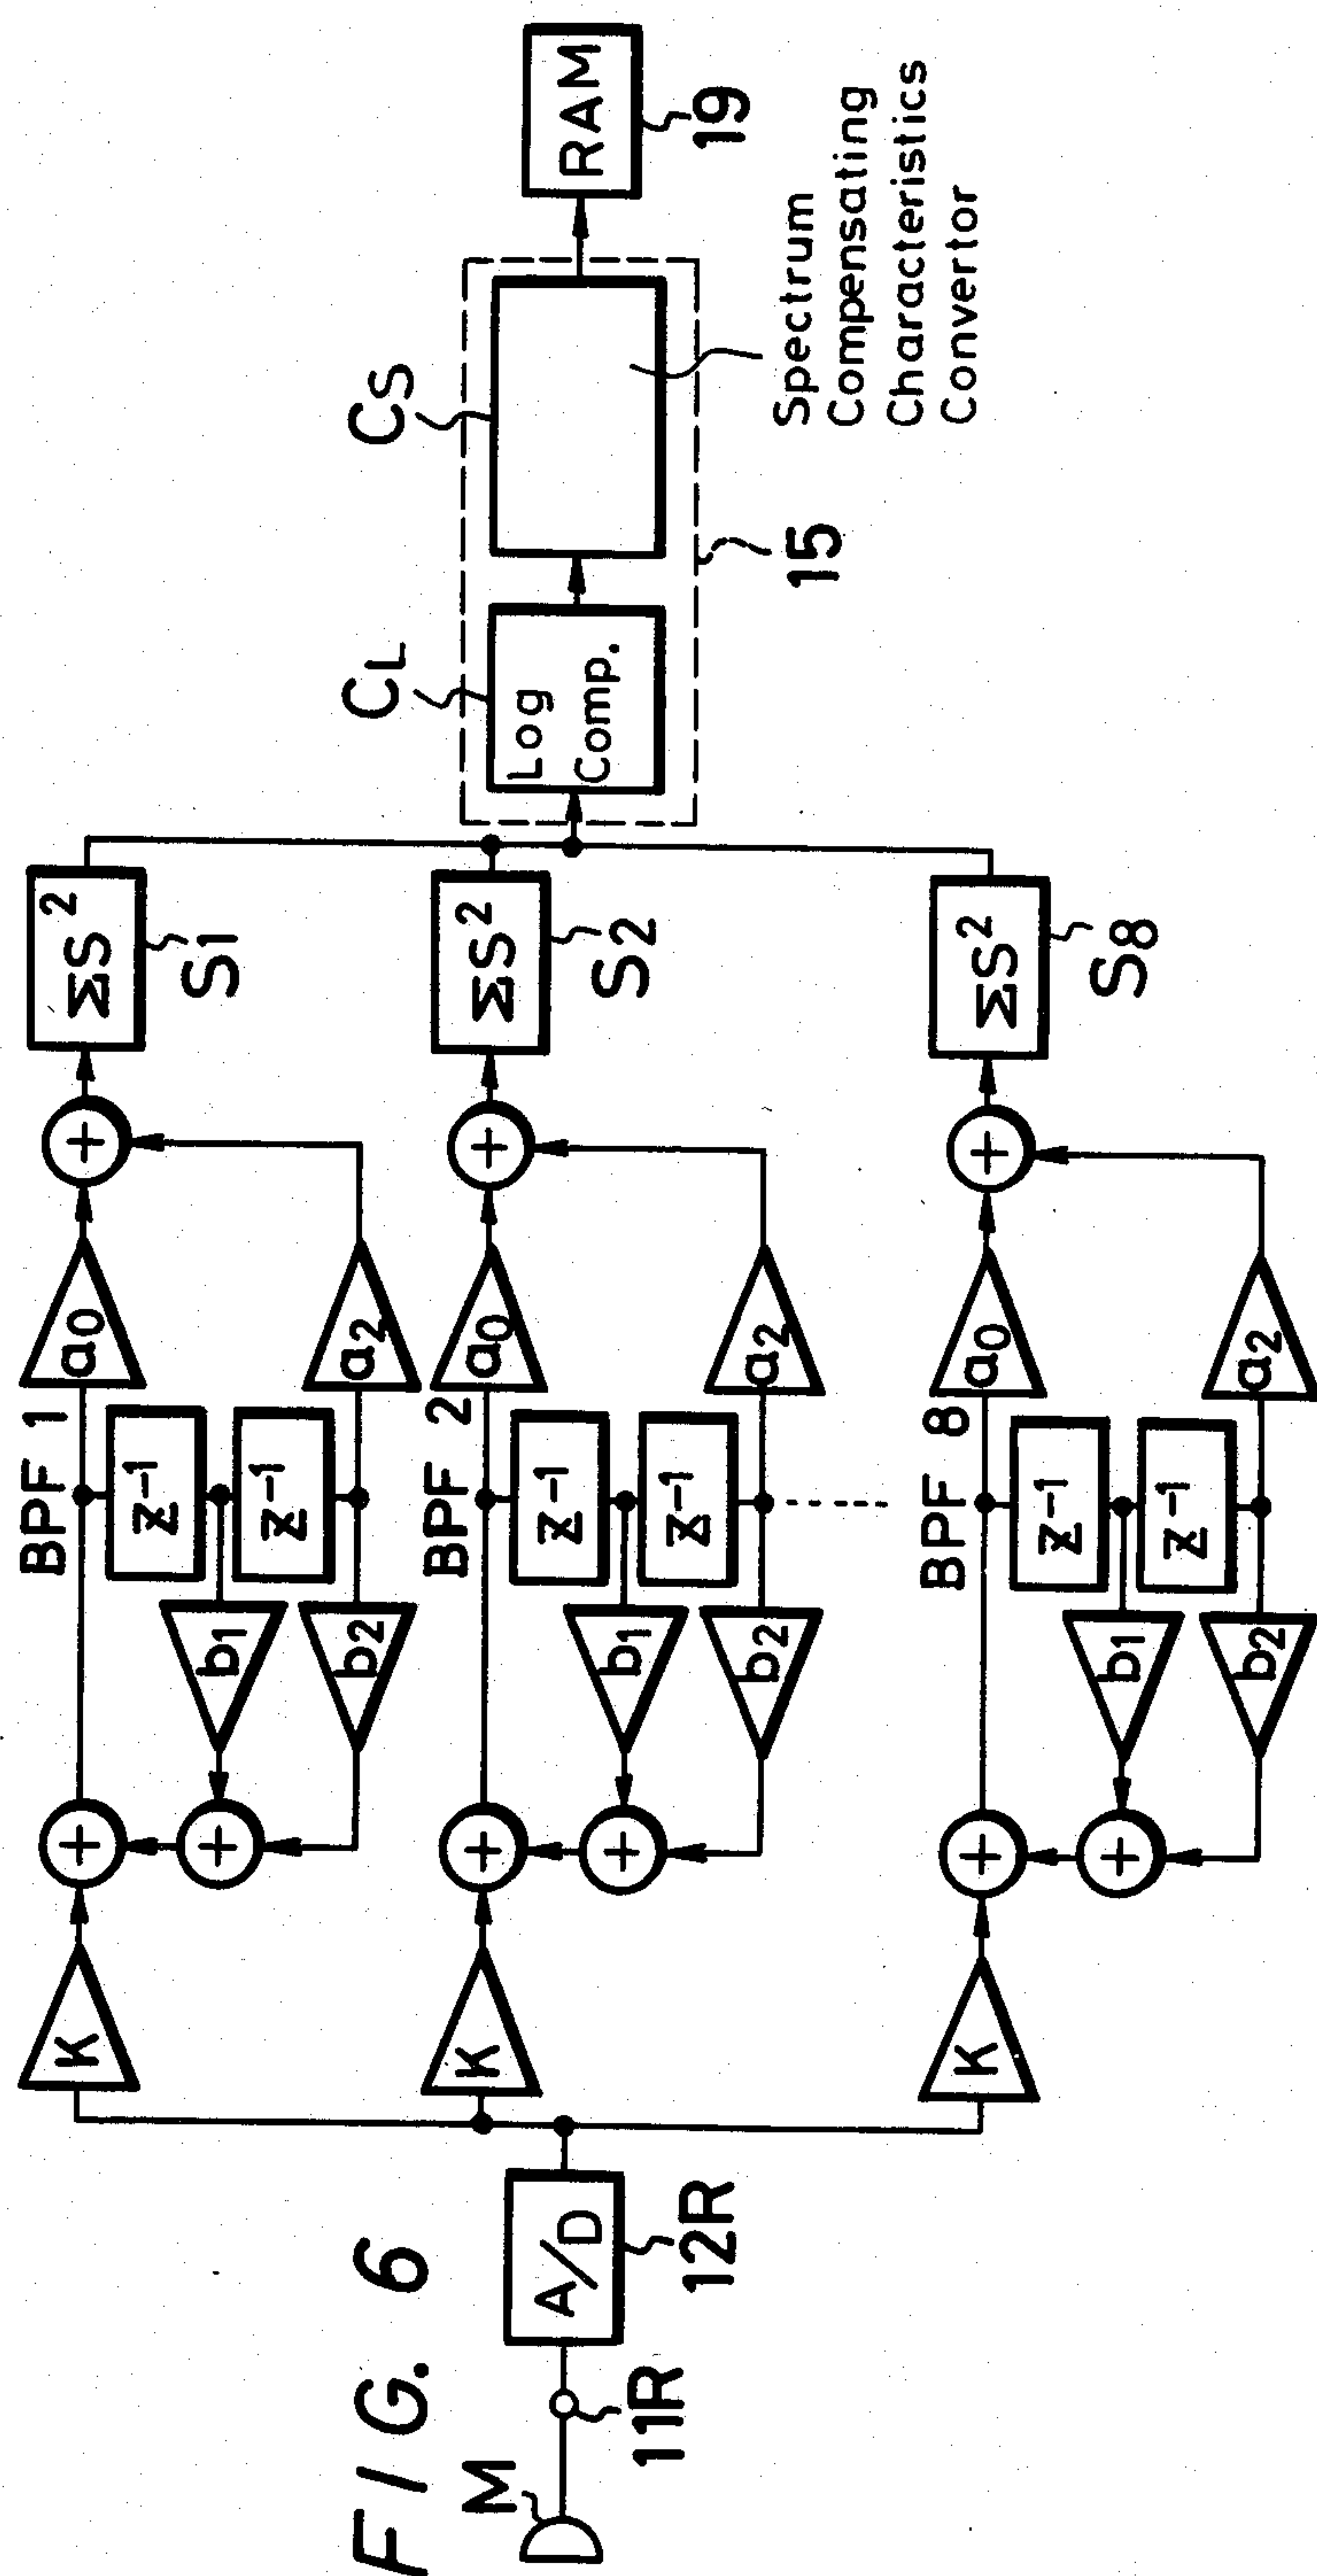 FIG. 6
M
11R
A/D
12R
K
BPF 1
+
+
b1
b2
z-1
z-1
a0
a2
+
ΣS2
S1
K
BPF 2
+
+
b1
b2
z-1
z-1
a0
a2
+
ΣS2
S2
K
BPF 8
+
+
b1
b2
z-1
z-1
a0
a2
+
ΣS2
S8
CL
Log
Comp.
CS
15
Spectrum
Compensating
Characteristics
Convertor
RAM
19